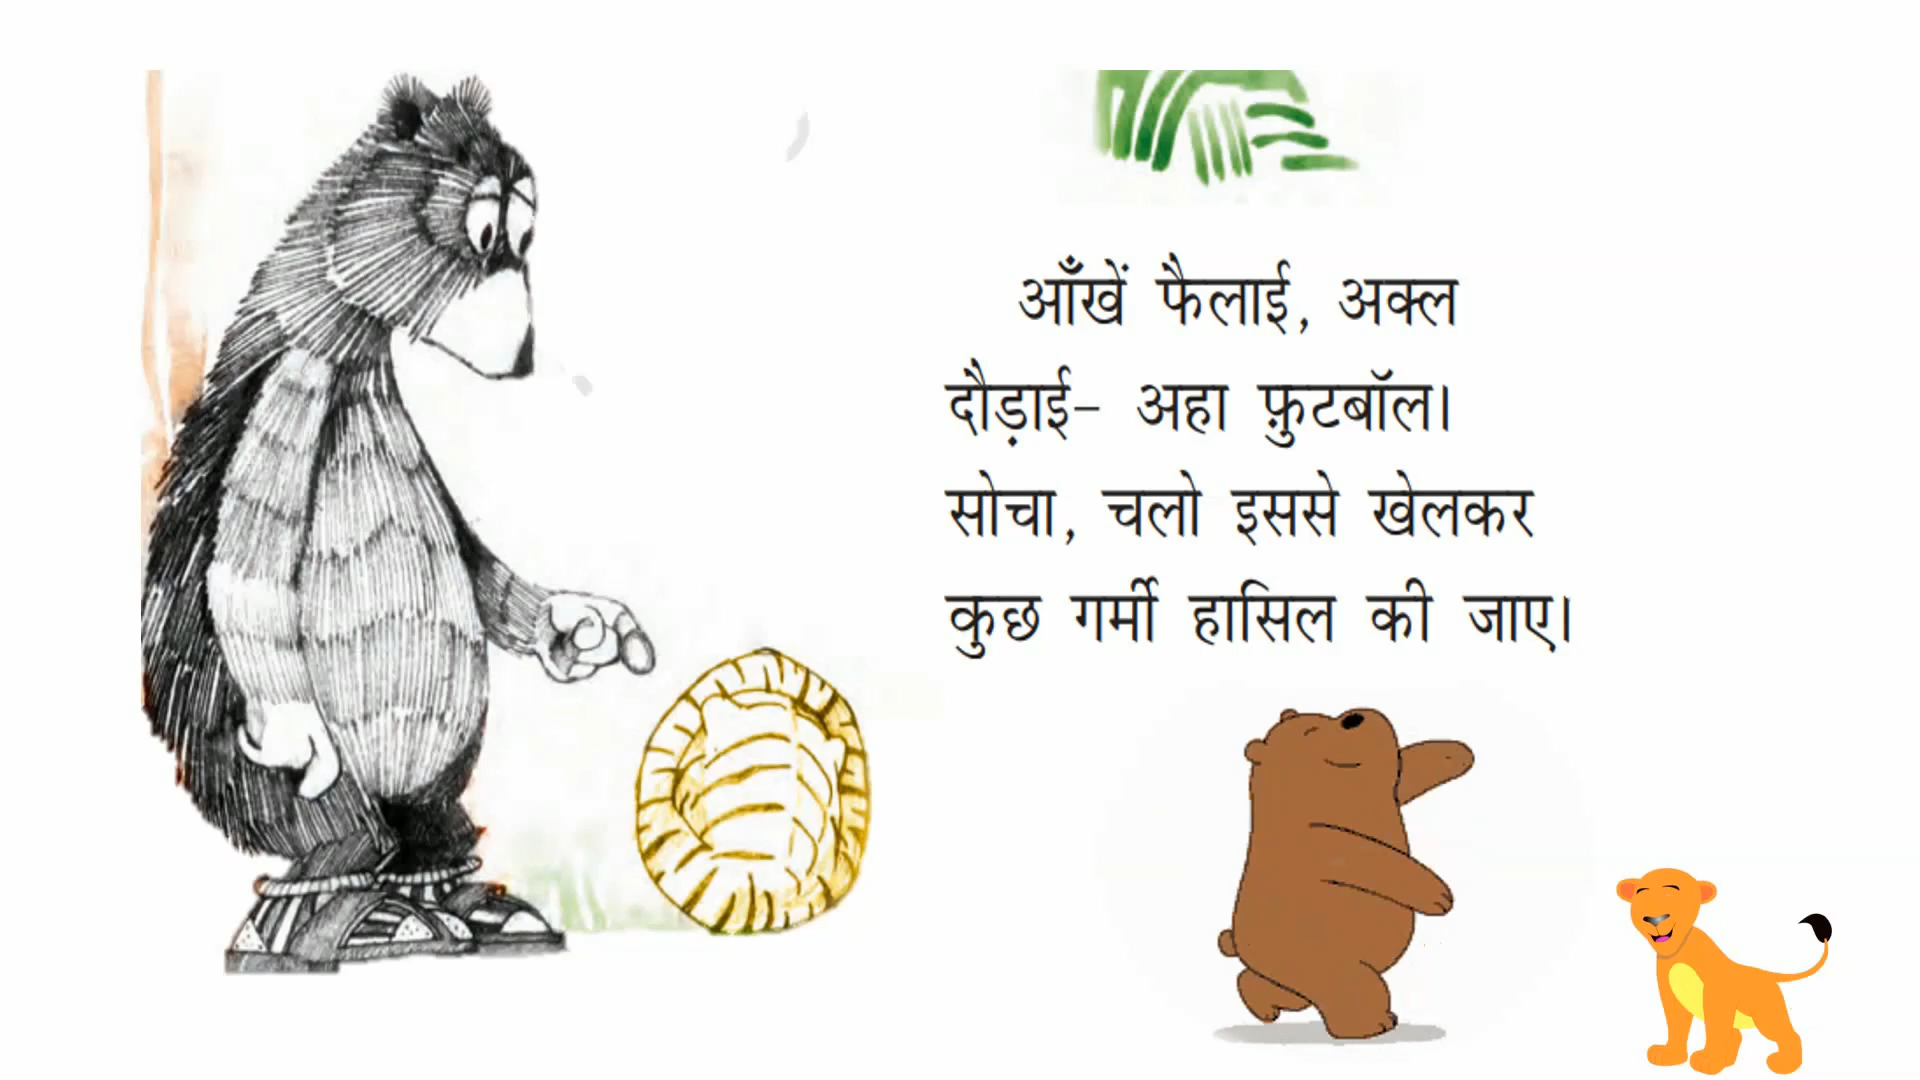 आँखें फैलाई, अक्ल
दौड़ाई– अहा फ़ुटबॉल।
सोचा, चलो इससे खेलकर
कुछ गर्मी हासिल की जाए।